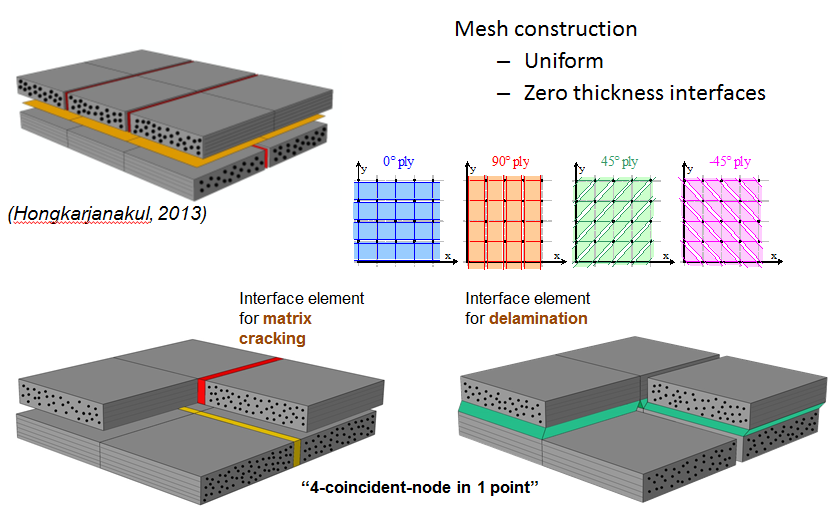 Mesh construction
– Uniform
– Zero thickness interfaces
(Hongkarjanakul, 2013)
0° ply
90° ply
45° ply
-45° ply
y
y
y
y
x
x
x
x
Interface element
for matrix
cracking
Interface element
for delamination
“4-coincident-node in 1 point”